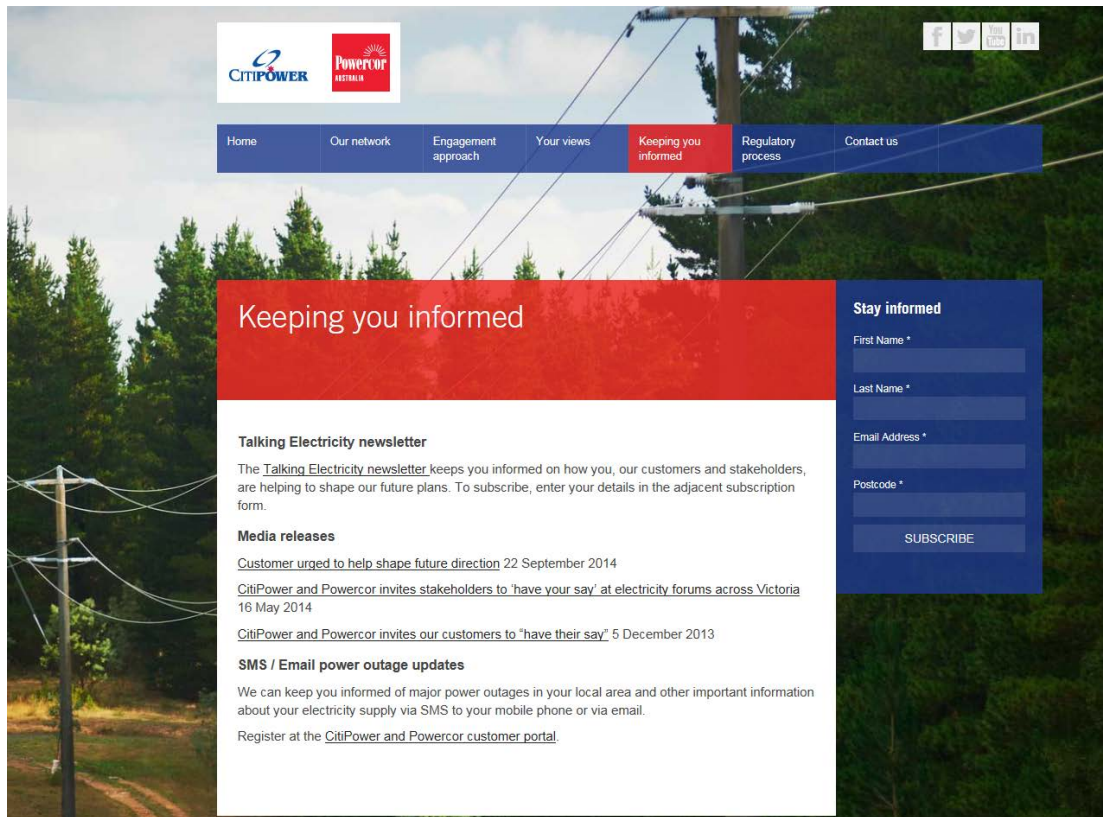 CITIPOWER
Powercor
AUSTRALIA
f
You
Tube
in
Home
Our network
Engagement
approach
Your views
Keeping you
informed
Regulatory
process
Contact us
Keeping you informed
Talking Electricity newsletter
The Talking Electricity newsletter keeps you informed on how you, our customers and stakeholders,
are helping to shape our future plans. To subscribe, enter your details in the adjacent subscription
form.
Media releases
Customer urged to help shape future direction 22 September 2014
CitiPower and Powercor invites stakeholders to ‘have your say’ at electricity forums across Victoria
16 May 2014
CitiPower and Powercor invites our customers to “have their say” 5 December 2013
SMS / Email power outage updates
We can keep you informed of major power outages in your local area and other important information
about your electricity supply via SMS to your mobile phone or via email.
Register at the CitiPower and Powercor customer portal.
Stay informed
First Name *
Last Name *
Email Address *
Postcode *
SUBSCRIBE